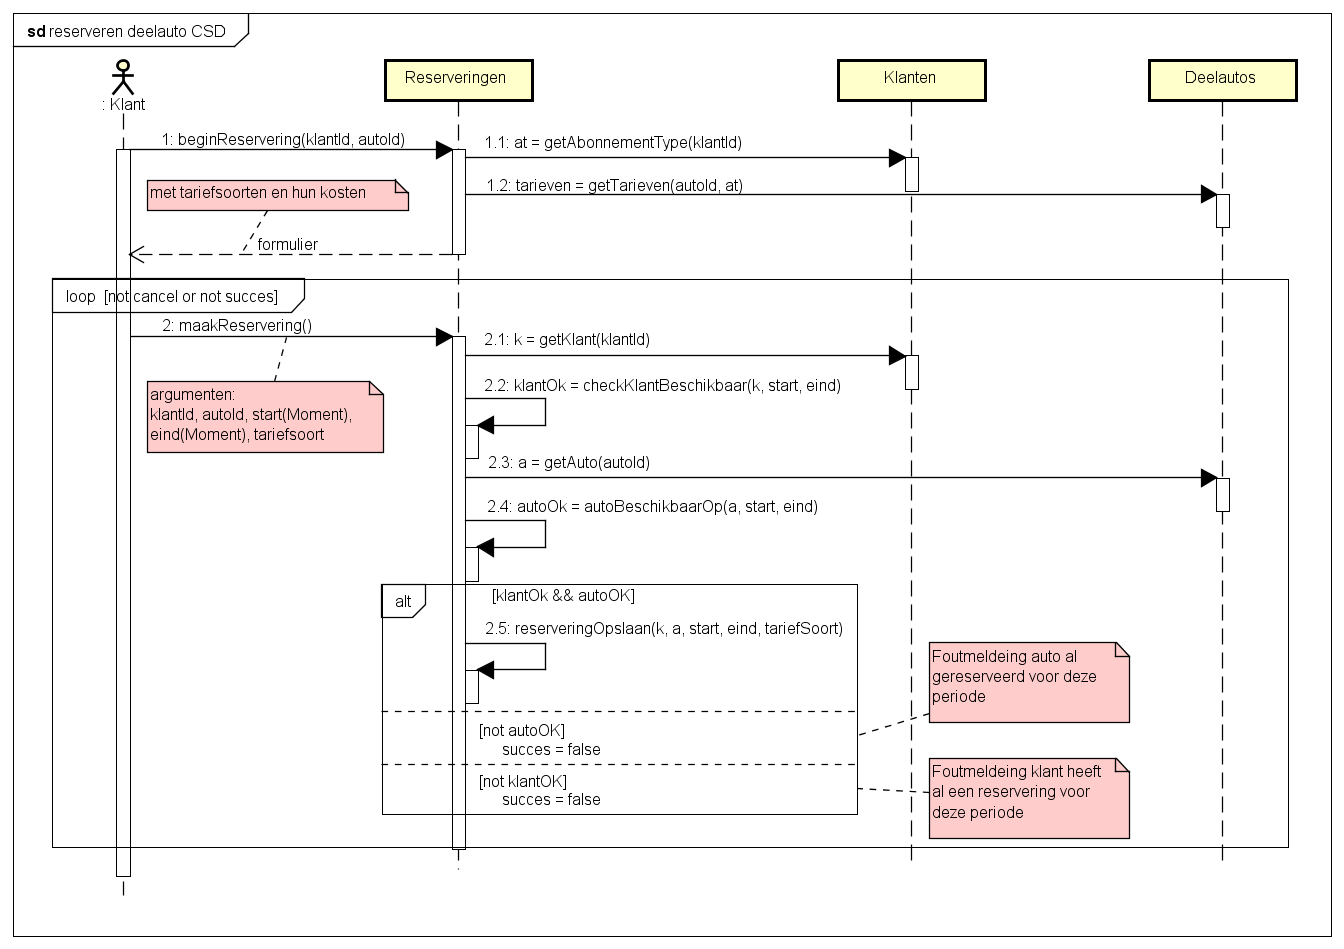 sd reserveren deelauto CSD
: Klant
Reserveringen
Klanten
Deelautos
1: beginReservering(klantId, autoId)
1.1: at = getAbonnementType(klantId)
met tariefsoorten en hun kosten
1.2: tarieven = getTarieven(autoId, at)
formulier
loop [not cancel or not succes]
2: maakReservering()
2.1: k = getKlant(klantId)
argumenten:
klantId, autoId, start(Moment),
eind(Moment), tariefsoort
2.2: klantOk = checkKlantBeschikbaar(k, start, eind)
2.3: a = getAuto(autoId)
2.4: autoOk = autoBeschikbaarOp(a, start, eind)
alt
[klantOk && autoOK]
2.5: reserveringOpslaan(k, a, start, eind, tariefSoort)
Foutmeldeing auto al
gereserveerd voor deze
periode
[not autoOK]
succes = false
[not klantOK]
succes = false
Foutmeldeing klant heeft
al een reservering voor
deze periode